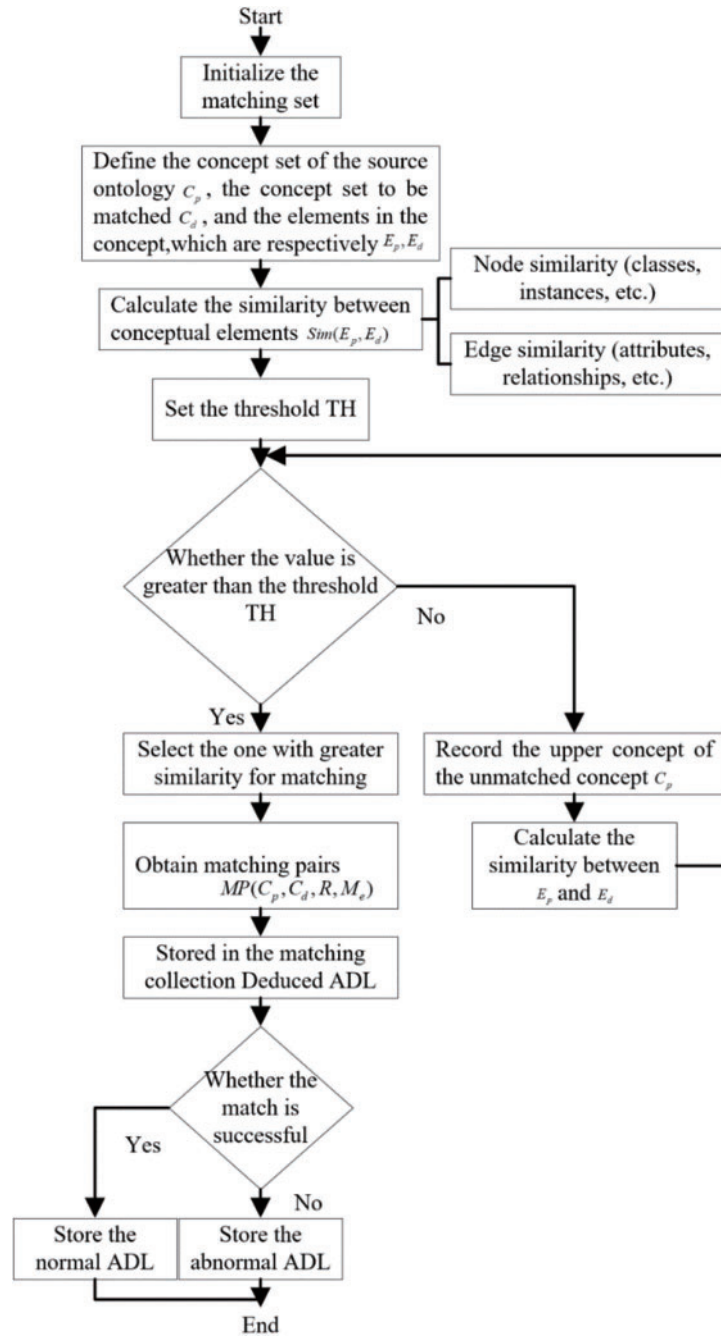 Start
Initialize the
matching set
Define the concept set of the source
ontology C_p, the concept set to be
matched C_d, and the elements in the
concept,which are respectively E_p, E_d
Calculate the similarity between
conceptual elements Sim(E_p, E_d)
Node similarity (classes,
instances, etc.)
Edge similarity (attributes,
relationships, etc.)
Set the threshold TH
Whether the value is
greater than the threshold
TH
No
Yes
Select the one with greater
similarity for matching
Record the upper concept of
the unmatched concept C_p
Obtain matching pairs
MP(C_p, C_d, R, M_e)
Calculate the
similarity between
E_p and E_d
Stored in the matching
collection Deduced ADL
Whether the
match is
successful
Yes
No
Store the
normal ADL
Store the
abnormal ADL
End